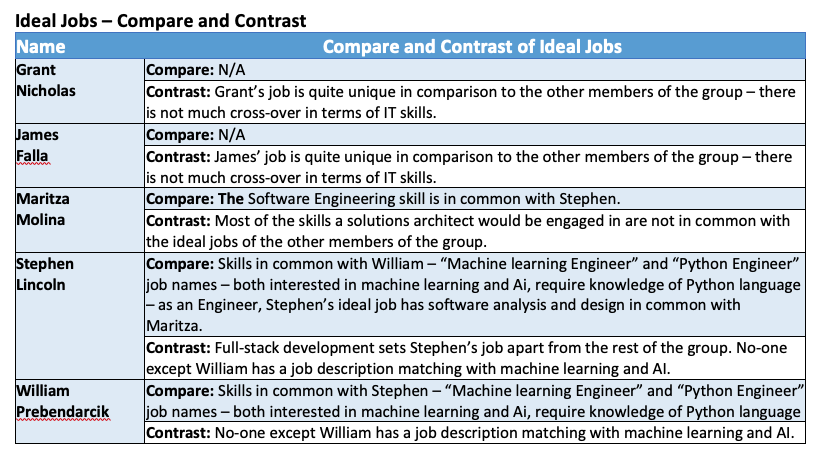 Ideal Jobs – Compare and Contrast
Name Compare and Contrast of Ideal Jobs
Grant Compare: N/A
Nicholas Contrast: Grant's job is quite unique in comparison to the other members of the group – there
is not much cross-over in terms of IT skills.
James Compare: N/A
Falla Contrast: James' job is quite unique in comparison to the other members of the group – there
is not much cross-over in terms of IT skills.
Maritza Compare: The Software Engineering skill is in common with Stephen.
Molina Contrast: Most of the skills a solutions architect would be engaged in are not in common with
the ideal jobs of the other members of the group.
Stephen Compare: Skills in common with William – “Machine learning Engineer” and “Python Engineer”
Lincoln job names – both interested in machine learning and Ai, require knowledge of Python language
– as an Engineer, Stephen's ideal job has software analysis and design in common with
Maritza.
Contrast: Full-stack development sets Stephen's job apart from the rest of the group. No-one
except William has a job description matching with machine learning and AI.
William Compare: Skills in common with Stephen – “Machine learning Engineer” and “Python Engineer”
Prebendarcik job names – both interested in machine learning and Ai, require knowledge of Python language
Contrast: No-one except William has a job description matching with machine learning and AI.